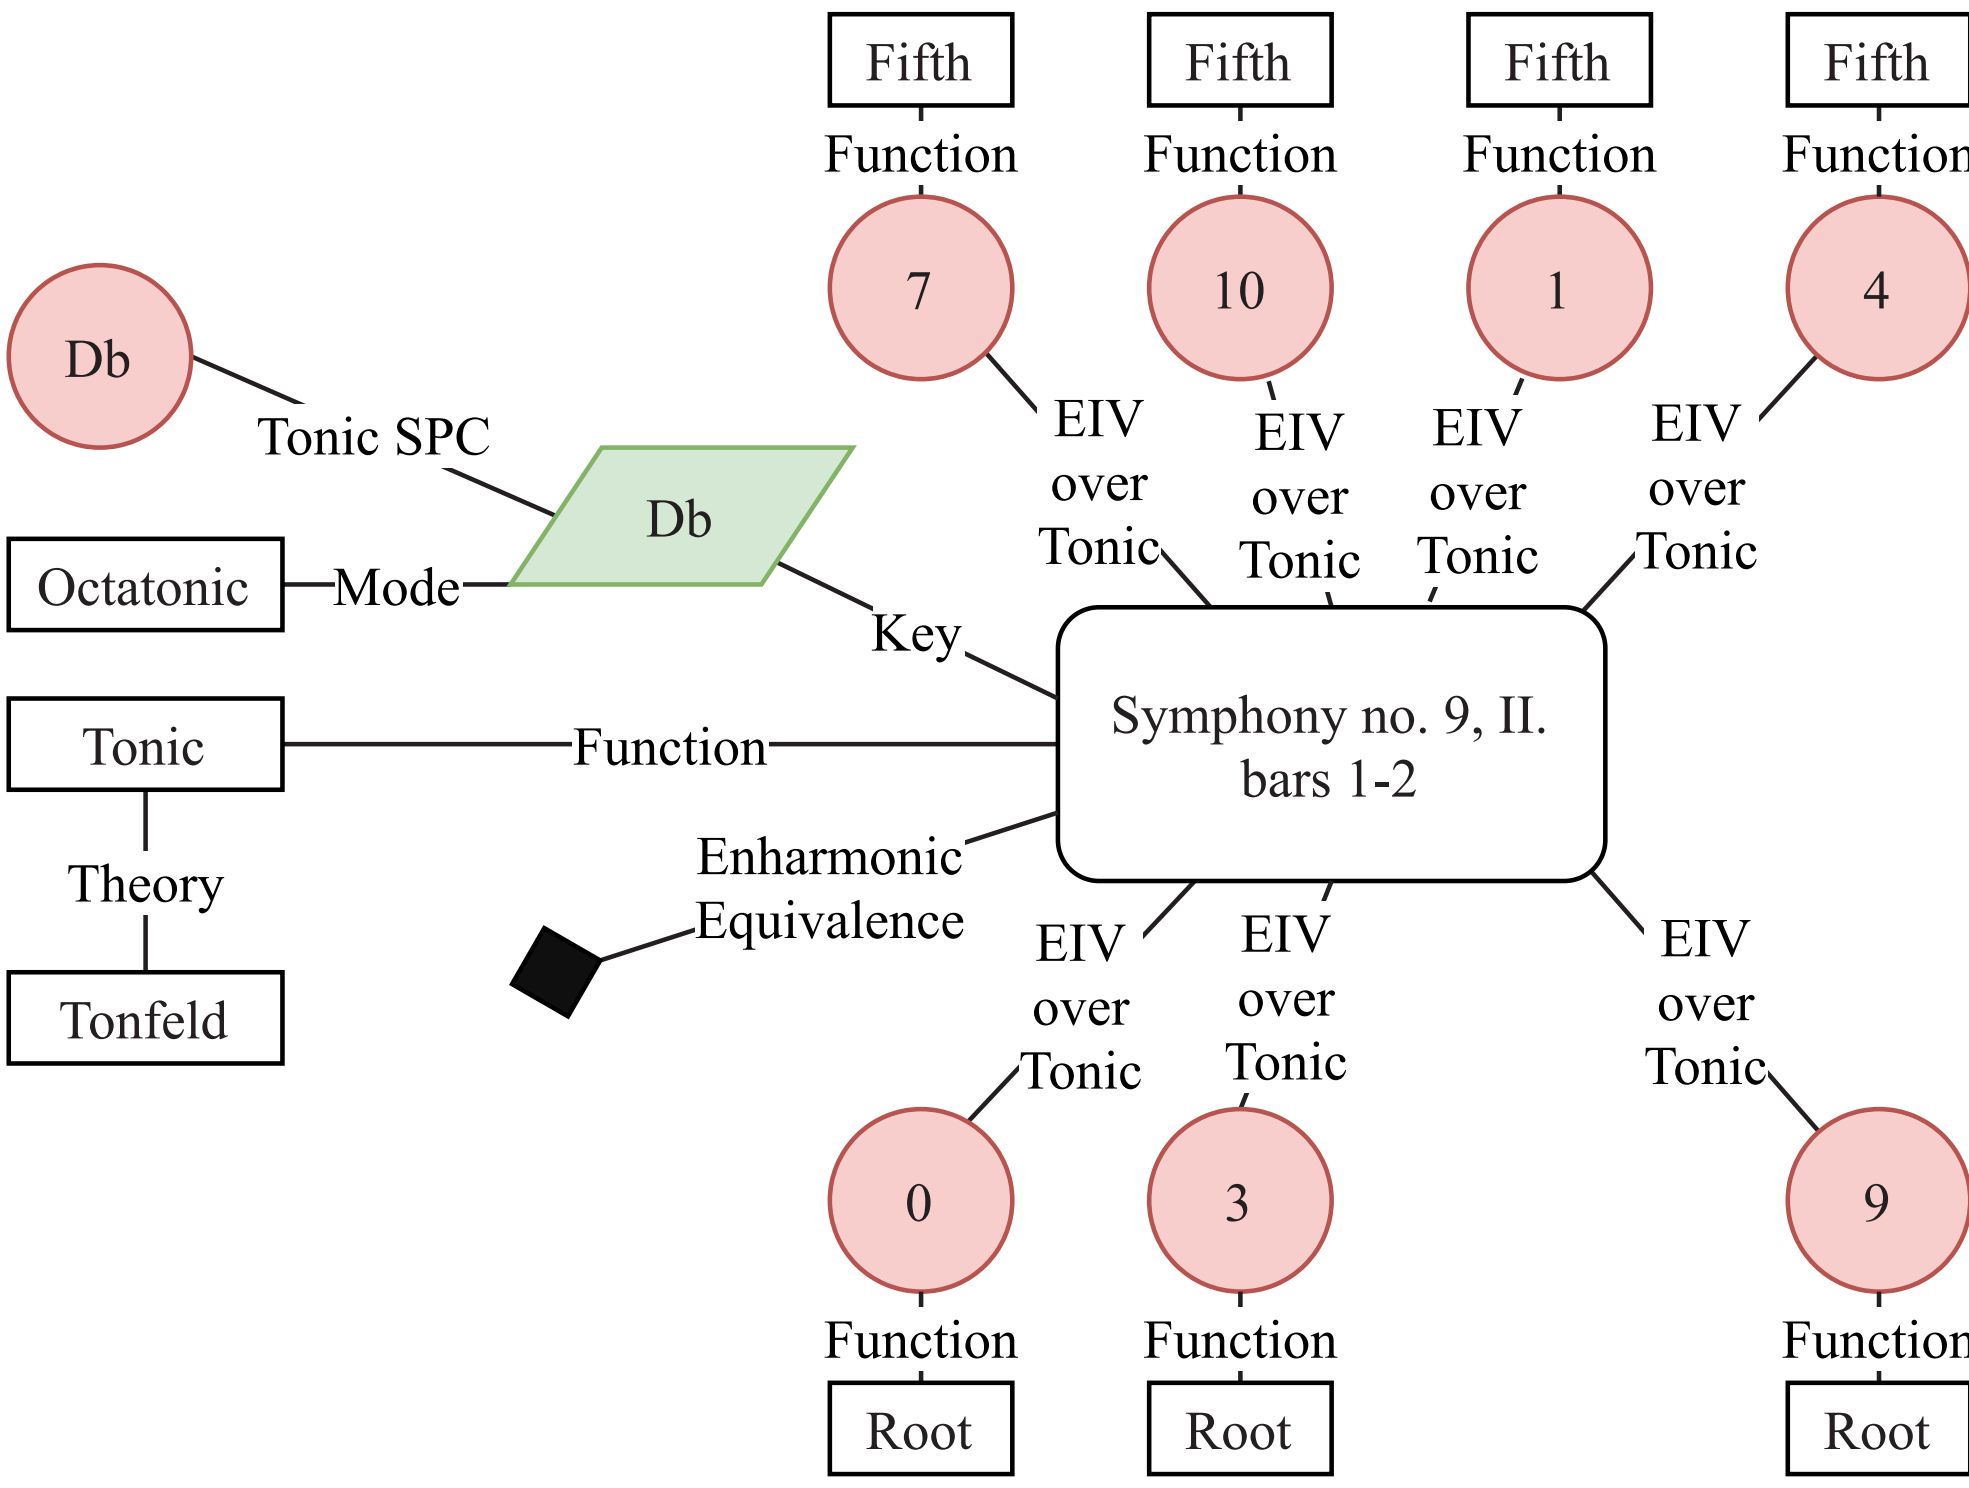 Fifth
Fifth
Fifth
Fifth
Function
Function
Function
Function
7
10
1
4
Db
Tonic SPC
EIV
over
Tonic
EIV
over
Tonic
EIV
over
Tonic
EIV
over
Tonic
Db
Octatonic
Mode
Key
Tonic
Function
Symphony no. 9, II.
bars 1-2
Theory
Enharmonic
Equivalence
Tonfeld
EIV
over
Tonic
EIV
over
Tonic
EIV
over
Tonic
0
3
9
Function
Function
Function
Root
Root
Root